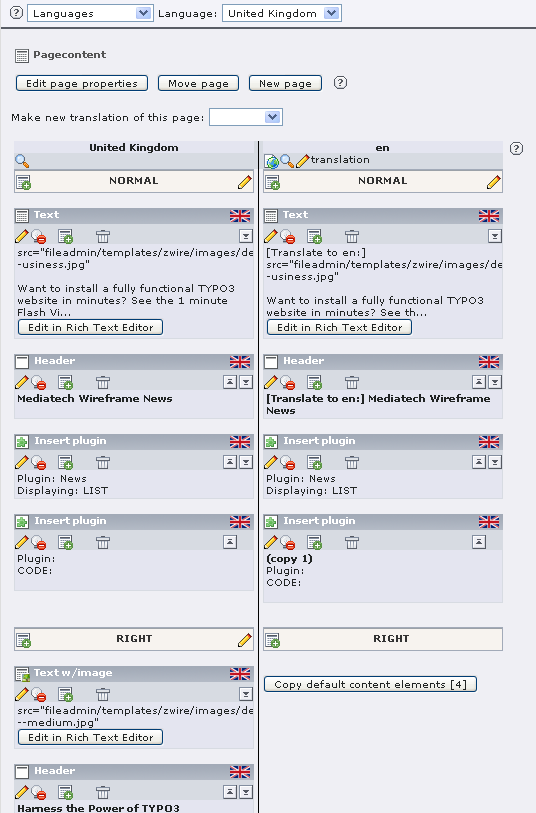 Languages Language: United Kingdom
Pagecontent
Edit page properties Move page New page
Make new translation of this page:
United Kingdom
NORMAL
Text
src="fileadmin/templates/zwire/images/de
-usiness.jpg"
Want to install a fully functional TYPO3
website in minutes? See the 1 minute
Flash Vi...
Edit in Rich Text Editor
Header
Mediatech Wireframe News
Insert plugin
Plugin: News
Displaying: LIST
Insert plugin
Plugin:
CODE:
RIGHT
Text w/image
src="fileadmin/templates/zwire/images/de
--medium.jpg"
Edit in Rich Text Editor
Header
Harness the Power of TYPO3
en
translation
NORMAL
Text
[Translate to en:]
src="fileadmin/templates/zwire/images/de
-usiness.jpg"
Want to install a fully functional TYPO3
website in minutes? See th...
Edit in Rich Text Editor
Header
[Translate to en:] Mediatech Wireframe
News
Insert plugin
Plugin: News
Displaying: LIST
Insert plugin
(copy 1)
Plugin:
CODE:
RIGHT
Copy default content elements [4]